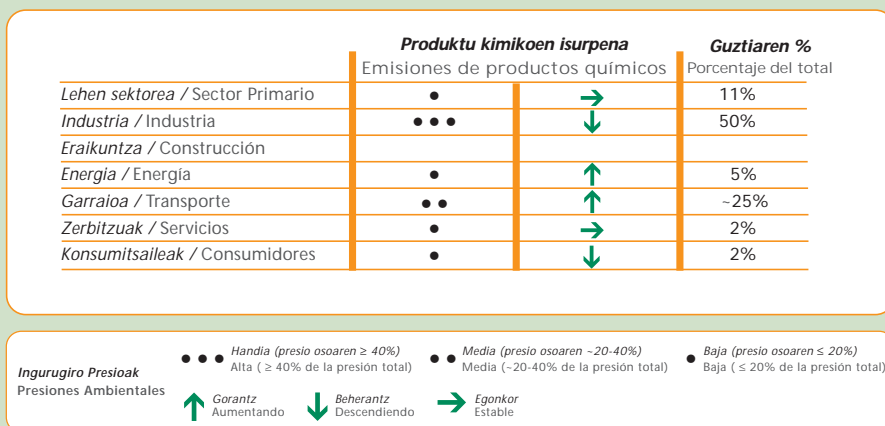 Produktu kimikoen isurpena Guztiaren %
Emisiones de productos químicos Porcentaje del total
Lehen sektorea / Sector Primario 11%
Industria / Industria 50%
Eraikuntza / Construcción
Energia / Energía 5%
Garraioa / Transporte ~25%
Zerbitzuak / Servicios 2%
Konsumitsaileak / Consumidores 2%
Ingurugiro Presioak
Presiones Ambientales
Handia (presio osoaren ≥ 40%)
Alta ( ≥ 40% de la presión total)
Media (presio osoaren ~20-40%)
Media (~20-40% de la presión total)
Baja (presio osoaren ≤ 20%)
Baja ( ≤ 20% de la presión total)
Gorantz
Aumentando
Beherantz
Descendiendo
Egonkor
Estable